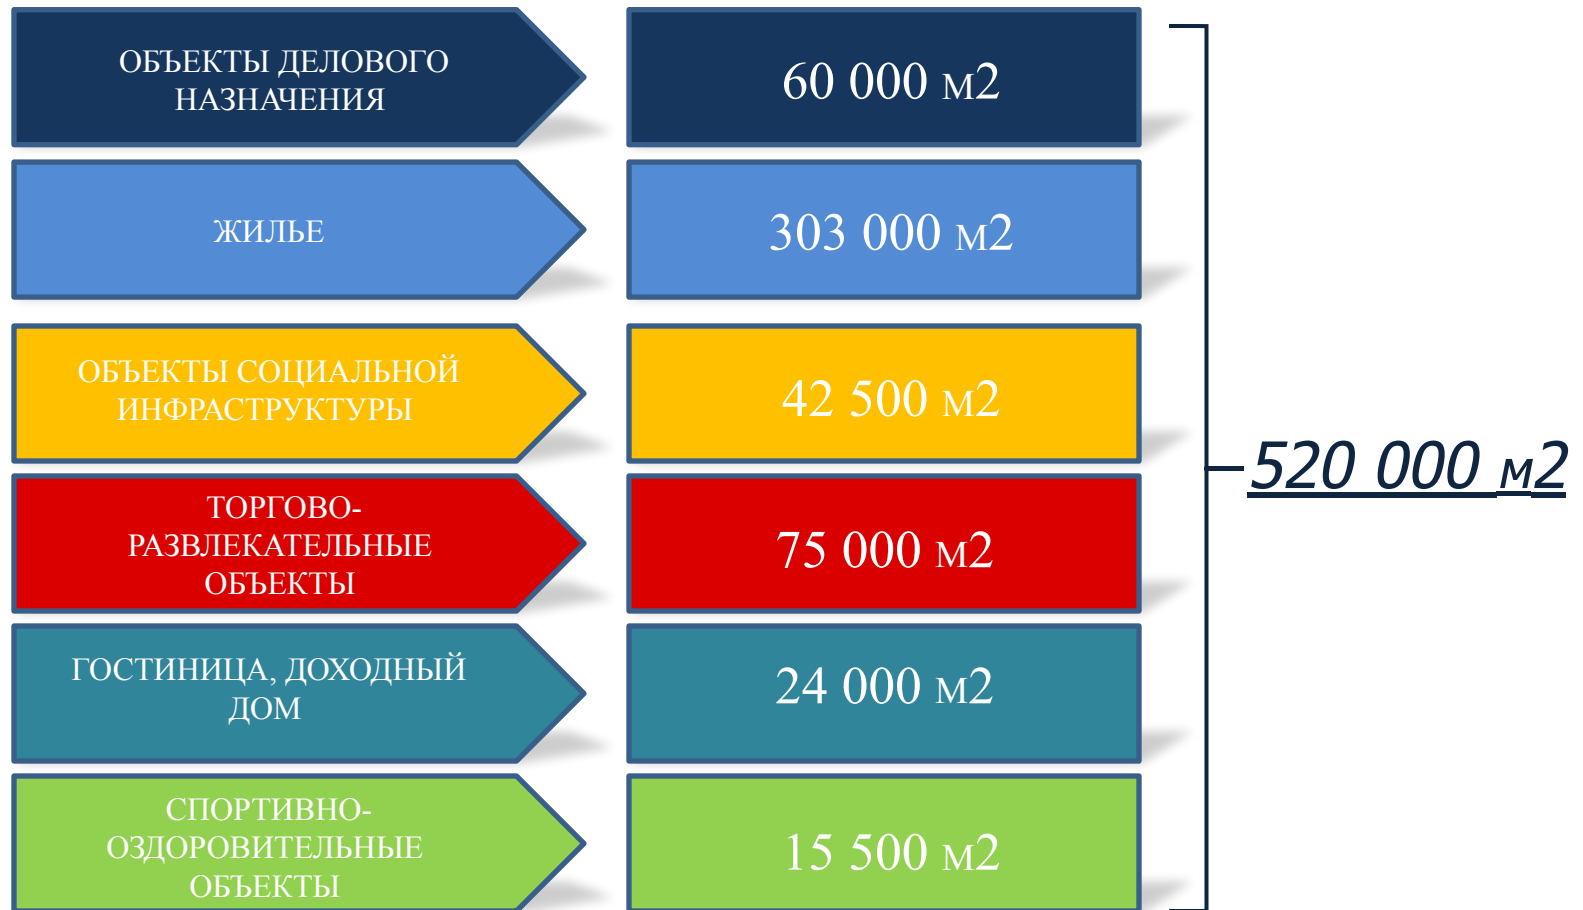 ОБЪЕКТЫ ДЕЛОВОГО
НАЗНАЧЕНИЯ
60 000 м2
ЖИЛЬЕ
303 000 м2
ОБЪЕКТЫ СОЦИАЛЬНОЙ
ИНФРАСТРУКТУРЫ
42 500 м2
ТОРГОВО-
РАЗВЛЕКАТЕЛЬНЫЕ
ОБЪЕКТЫ
75 000 м2
ГОСТИНИЦА, ДОХОДНЫЙ
ДОМ
24 000 м2
СПОРТИВНО-
ОЗДОРОВИТЕЛЬНЫЕ
ОБЪЕКТЫ
15 500 м2
520 000 м2